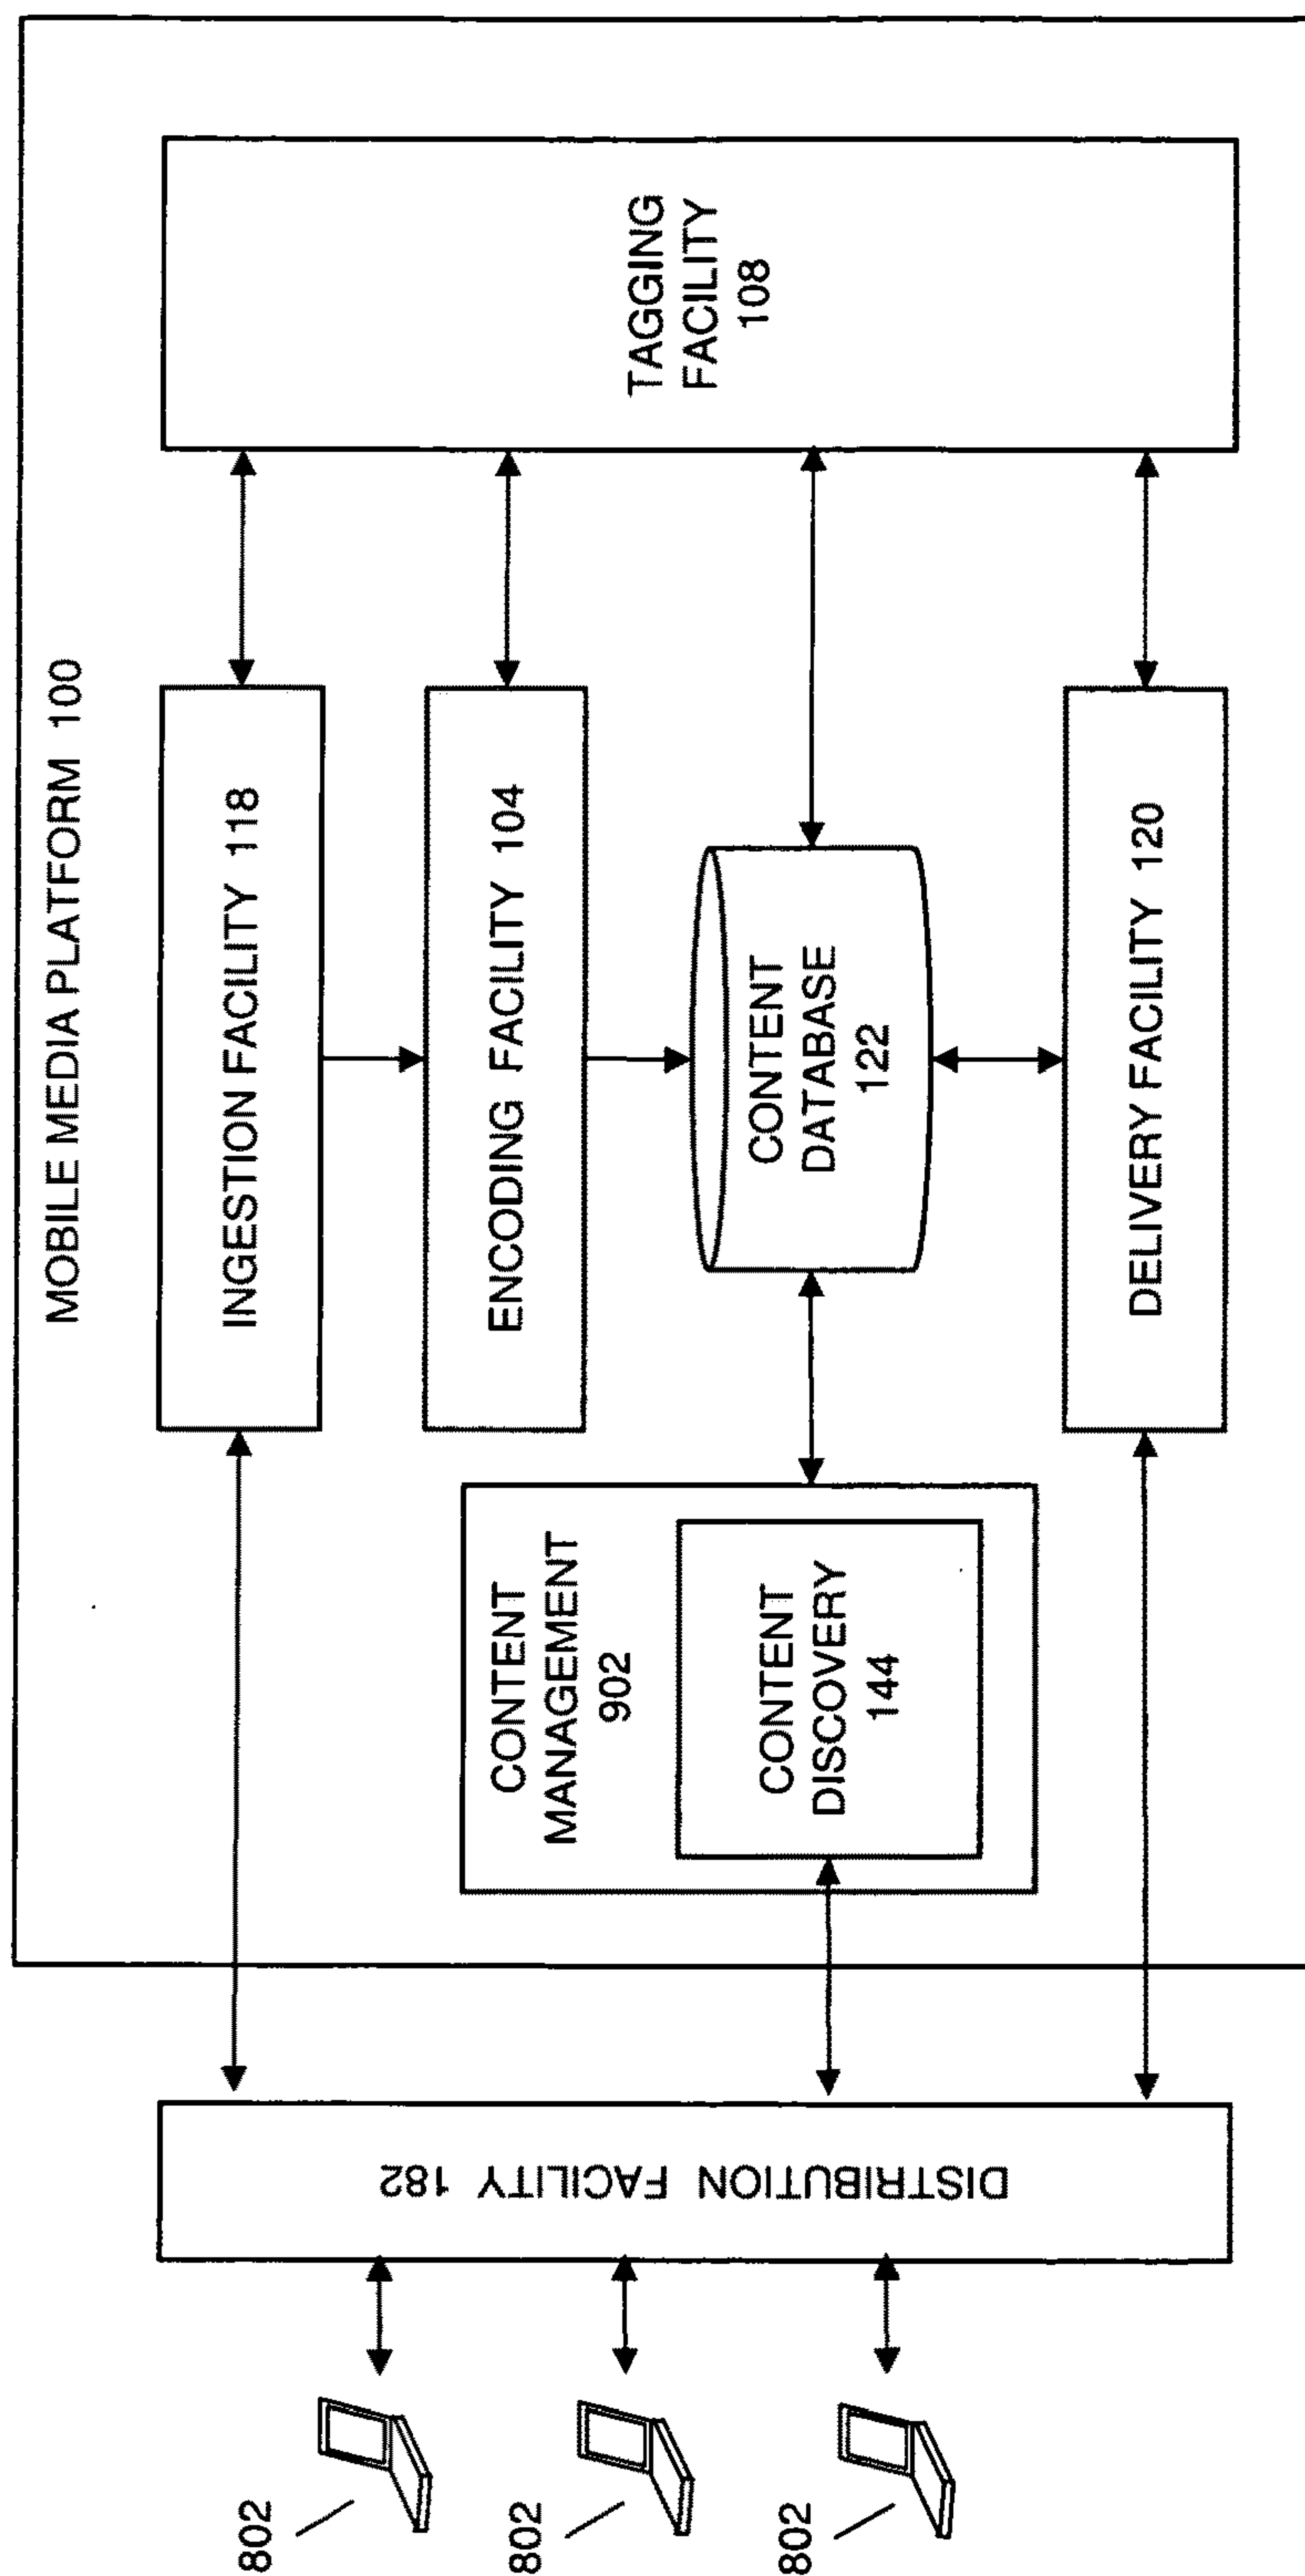 MOBILE MEDIA PLATFORM 100
802
802
802
DISTRIBUTION FACILITY 182
INGESTION FACILITY 118
ENCODING FACILITY 104
CONTENT
MANAGEMENT
902
CONTENT
DISCOVERY
144
CONTENT
DATABASE
122
DELIVERY FACILITY 120
TAGGING
FACILITY
108